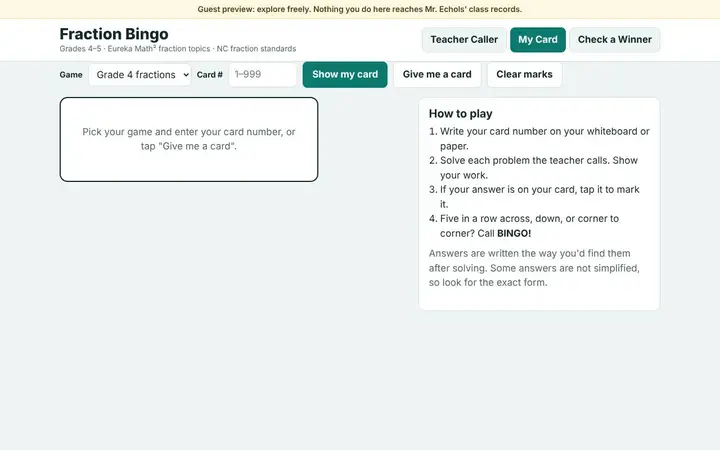 Guest preview: explore freely. Nothing you do here reaches Mr. Echols' class records.
Fraction Bingo
Grades 4–5 · Eureka Math² fraction topics · NC fraction standards
Teacher Caller
My Card
Check a Winner
Game
Grade 4 fractions
Card #
1–999
Show my card
Give me a card
Clear marks
Pick your game and enter your card number, or
tap "Give me a card".
How to play
1. Write your card number on your whiteboard or
paper.
2. Solve each problem the teacher calls. Show
your work.
3. If your answer is on your card, tap it to mark
it.
4. Five in a row across, down, or corner to
corner? Call BINGO!
Answers are written the way you'd find them
after solving. Some answers are not simplified,
so look for the exact form.